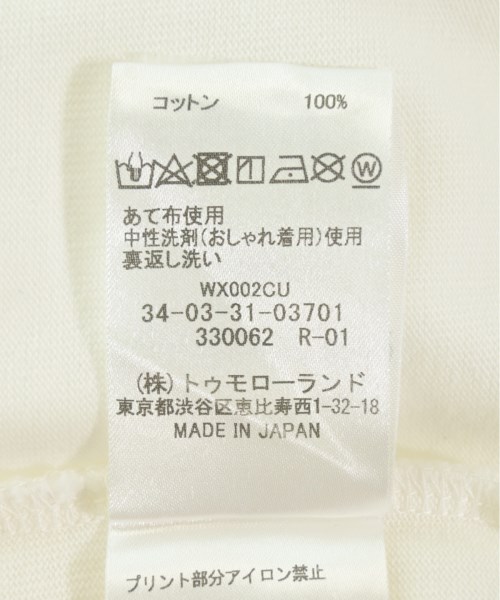 コットン 100%
あて布使用
中性洗剤(おしゃれ着用)使用
裏返し洗い
WX002CU
34-03-31-03701
330062 R-01
(株)トゥモローランド
東京都渋谷区恵比寿西1-32-18
MADE IN JAPAN
プリント部分アイロン禁止